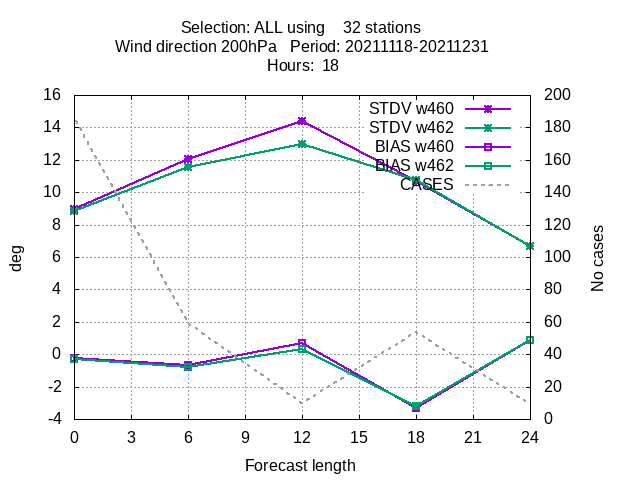 Selection: ALL using    32 stations
Wind direction 200hPa   Period: 20211118-20211231
Hours:  18
STDV w460
STDV w462
BIAS w460
BIAS w462
CASES
16
14
12
10
8
6
4
2
0
-2
-4
deg
200
180
160
140
120
100
80
60
40
20
0
No cases
0 3 6 9 12 15 18 21 24
Forecast length